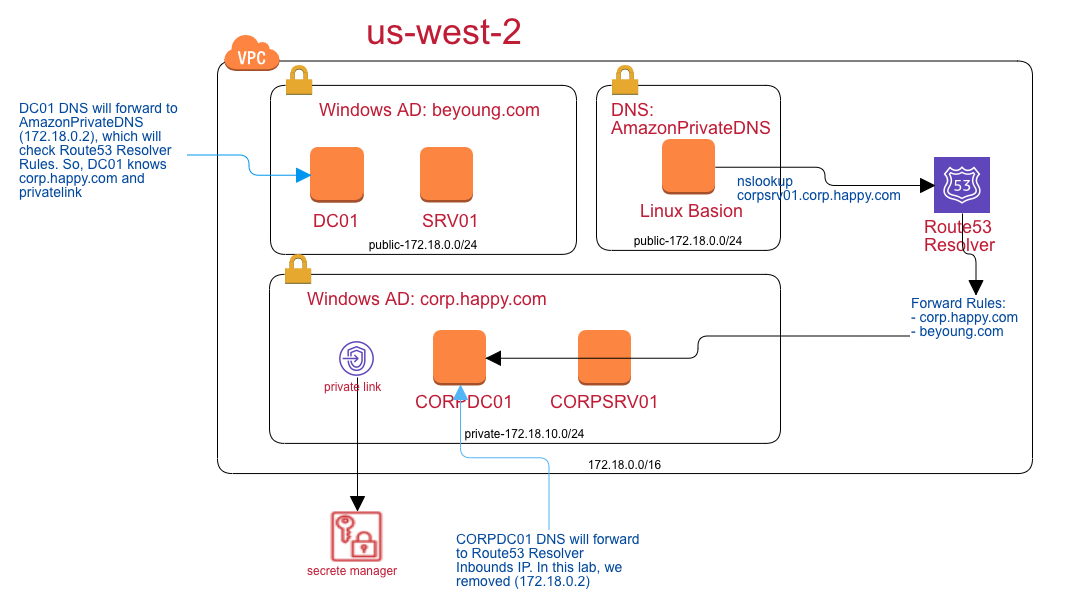 us-west-2
VPC
DC01 DNS will forward to
AmazonPrivateDNS
(172.18.0.2), which will
check Route53 Resolver
Rules. So, DC01 knows
corp.happy.com and
privatelink
Windows AD: beyoung.com
DC01
SRV01
public-172.18.0.0/24
DNS:
AmazonPrivateDNS
Linux Basion
public-172.18.0.0/24
nslookup
corpsrv01.corp.happy.com
53
Route53
Resolver
Forward Rules:
- corp.happy.com
- beyoung.com
Windows AD: corp.happy.com
private link
CORPDC01
CORPSRV01
private-172.18.10.0/24
172.18.0.0/16
secrete manager
CORPDC01 DNS will forward
to Route53 Resolver
Inbounds IP. In this lab, we
removed (172.18.0.2)